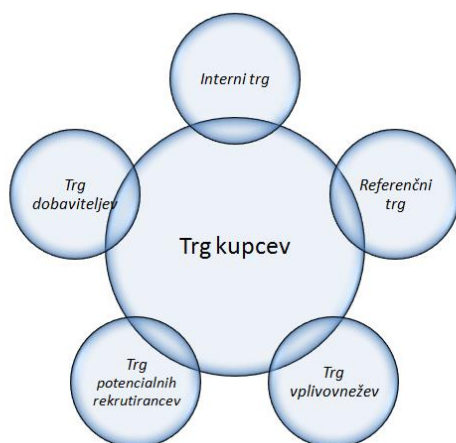 Interni trg
Trg
dobaviteljev
Referenčni
trg
Trg kupcev
Trg
potencialnih
rekrutirancev
Trg
vplivovnežev